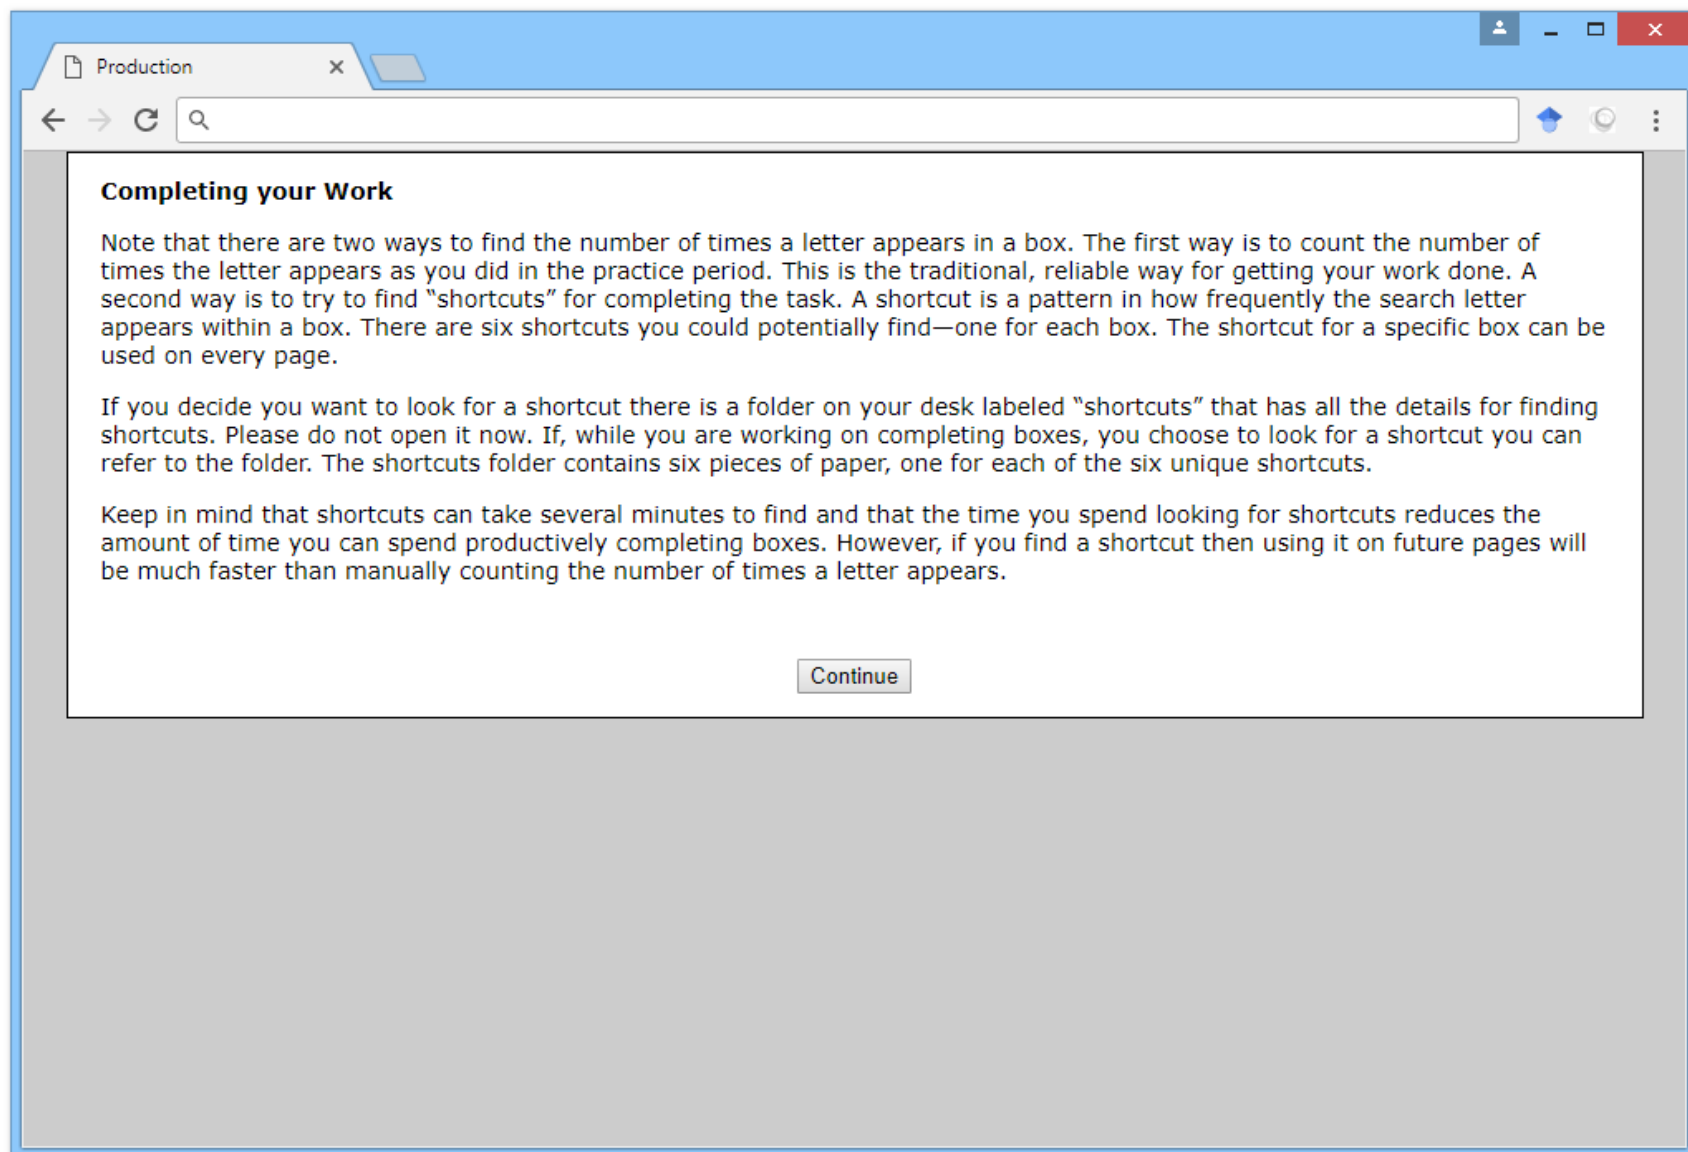 Production
Completing your Work
Note that there are two ways to find the number of times a letter appears in a box. The first way is to count the number of
times the letter appears as you did in the practice period. This is the traditional, reliable way for getting your work done. A
second way is to try to find “shortcuts” for completing the task. A shortcut is a pattern in how frequently the search letter
appears within a box. There are six shortcuts you could potentially find—one for each box. The shortcut for a specific box can be
used on every page.
If you decide you want to look for a shortcut there is a folder on your desk labeled “shortcuts” that has all the details for finding
shortcuts. Please do not open it now. If, while you are working on completing boxes, you choose to look for a shortcut you can
refer to the folder. The shortcuts folder contains six pieces of paper, one for each of the six unique shortcuts.
Keep in mind that shortcuts can take several minutes to find and that the time you spend looking for shortcuts reduces the
amount of time you can spend productively completing boxes. However, if you find a shortcut then using it on future pages will
be much faster than manually counting the number of times a letter appears.
Continue